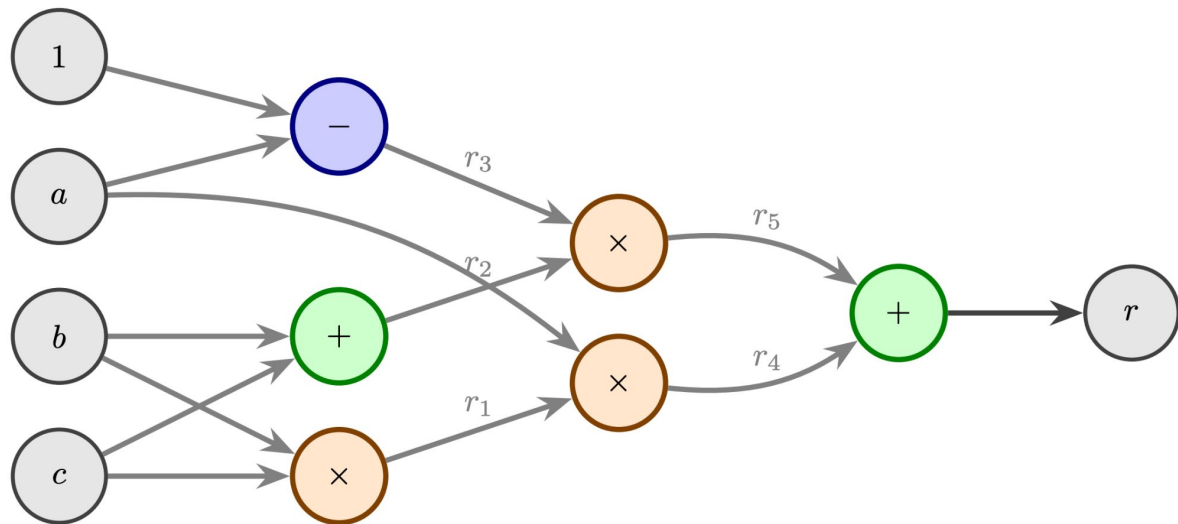 1
−
a
r₃
×
r₅
r₂
b
+
+
r
×
r₄
r₁
c
×